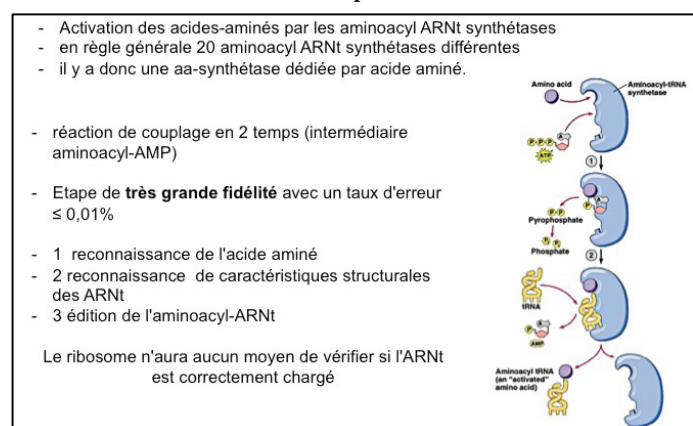 - Activation des acides-aminés par les aminoacyl ARNt synthétases
- en règle générale 20 aminoacyl ARNt synthétases différentes
- il y a donc une aa-synthétase dédiée par acide aminé.
- réaction de couplage en 2 temps (intermédiaire
aminoacyl-AMP)
- Etape de très grande fidélité avec un taux d'erreur
≤ 0,01%
- 1 reconnaissance de l'acide aminé
- 2 reconnaissance de caractéristiques structurales
des ARNt
- 3 édition de l'aminoacyl-ARNt
Le ribosome n'aura aucun moyen de vérifier si l'ARNt
est correctement chargé
Amino acid
Aminoacyl-tRNA
synthetase
P P P A
ATP
1
P A
P P
Pyrophosphate
Pi Pi
Phosphate
2
tRNA
P A
AMP
Aminoacyl tRNA
(an "activated"
amino acid)